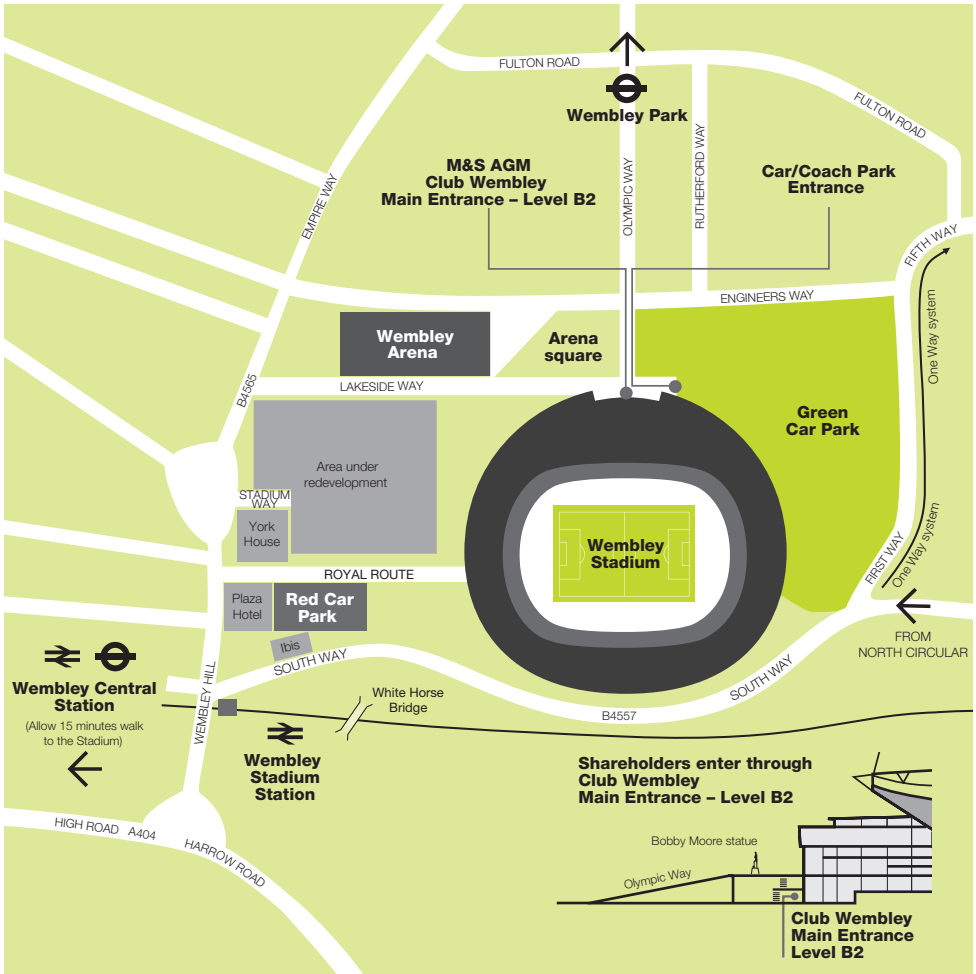 FULTON ROAD
Wembley Park
FULTON ROAD
M&S AGM
Club Wembley
Main Entrance – Level B2
Car/Coach Park
Entrance
EMPIRE WAY
OLYMPIC WAY
RUTHERFORD WAY
FIFTH WAY
ENGINEERS WAY
One Way system
Wembley
Arena
Arena
square
LAKESIDE WAY
B4565
Green
Car Park
Area under
redevelopment
STADIUM
WAY
York
House
Wembley
Stadium
FIRST WAY
One Way system
ROYAL ROUTE
Plaza
Hotel
Red Car
Park
Ibis
SOUTH WAY
FROM
NORTH CIRCULAR
Wembley Central
Station
(Allow 15 minutes walk
to the Stadium)
WEMBLEY HILL
White Horse
Bridge
SOUTH WAY
B4557
Wembley
Stadium
Station
Shareholders enter through
Club Wembley
Main Entrance – Level B2
HIGH ROAD A404
HARROW ROAD
Bobby Moore statue
Olympic Way
Club Wembley
Main Entrance
Level B2